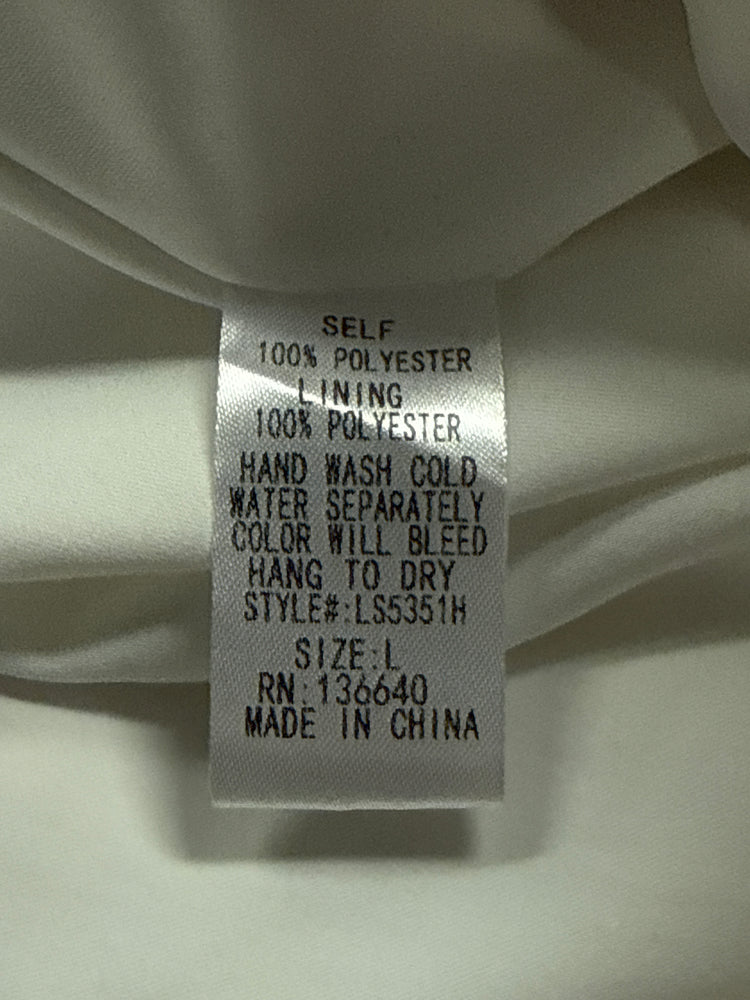 SELF
100% POLYESTER
LINING
100% POLYESTER
HAND WASH COLD
WATER SEPARATELY
COLOR WILL BLEED
HANG TO DRY
STYLE#:LS5351H
SIZE:L
RN:136640
MADE IN CHINA